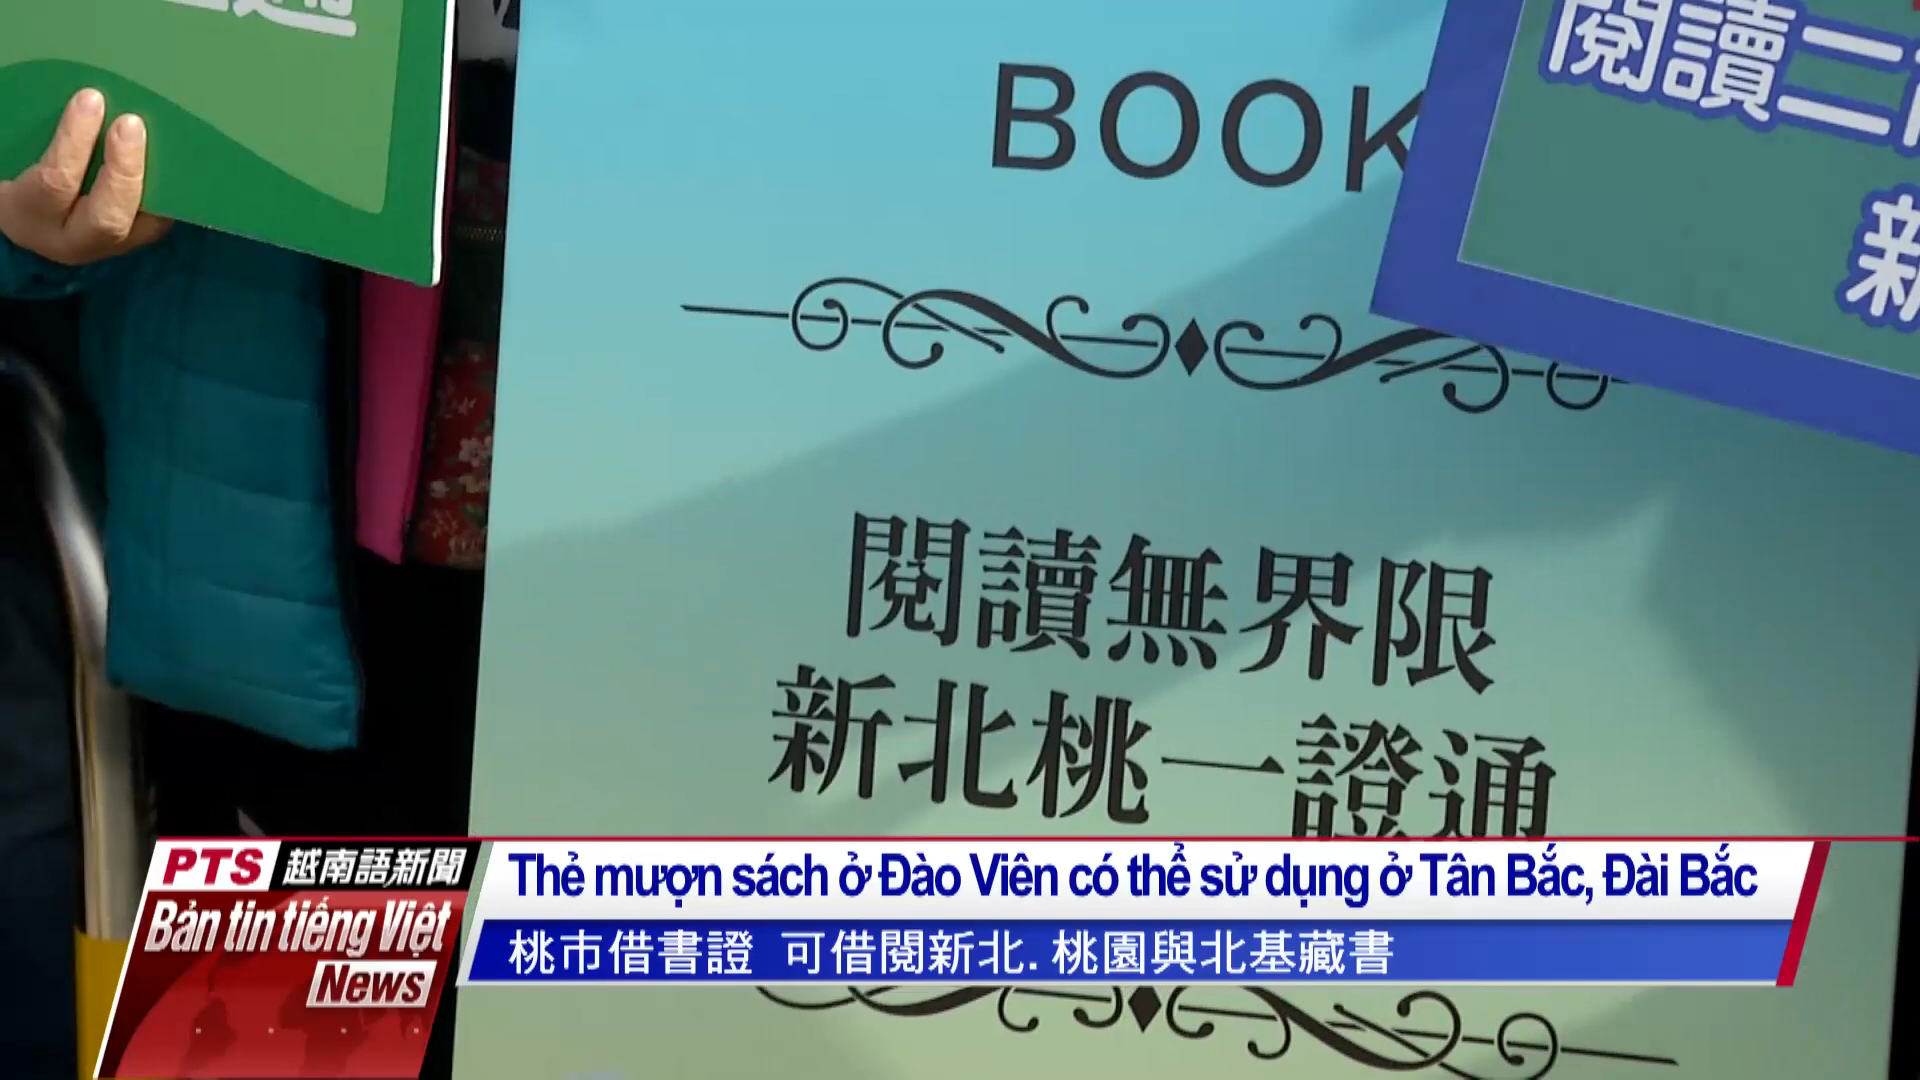 BOOK
閱讀二
新
閱讀無界限
新北桃一證通
PTS 越南語新聞
Bản tin tiếng Việt
News
Thẻ mượn sách ở Đào Viên có thể sử dụng ở Tân Bắc, Đài Bắc
桃市借書證 可借閱新北.桃園與北基藏書